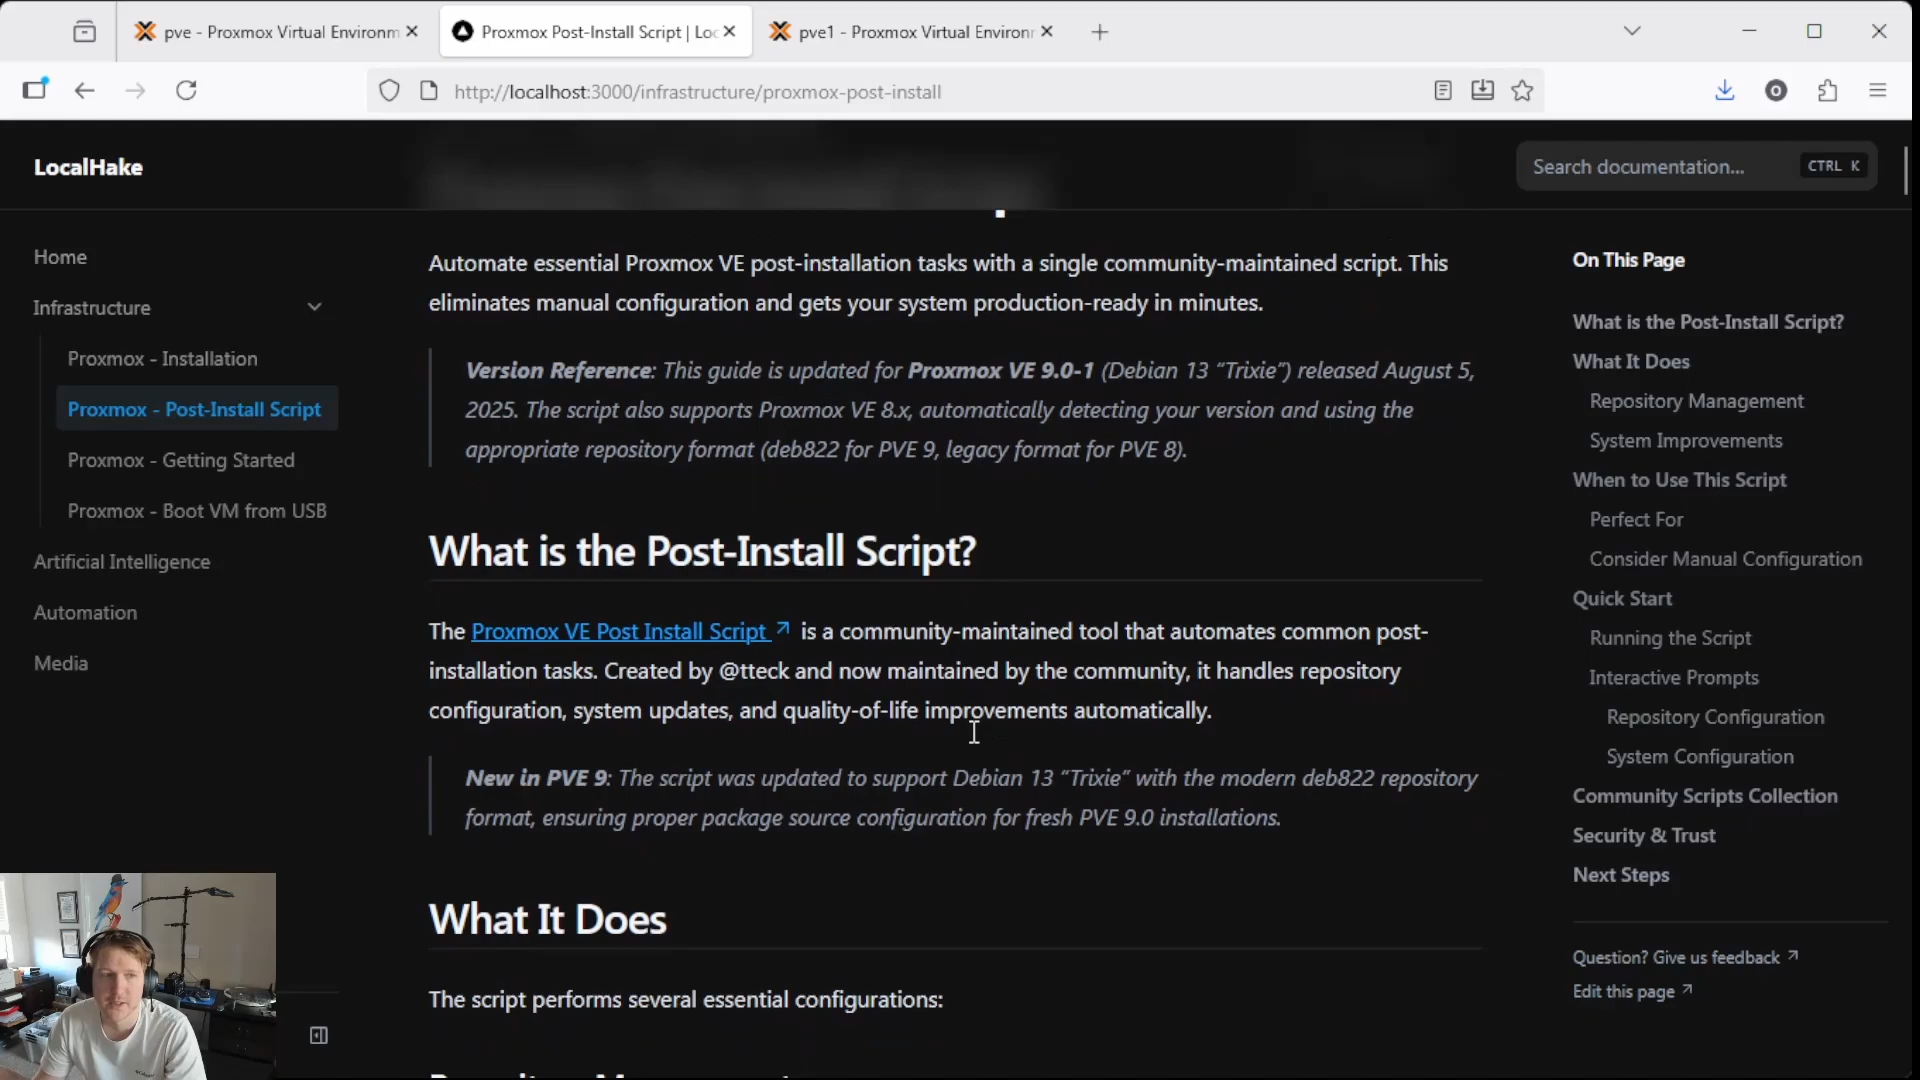 pve - Proxmox Virtual Environm
Proxmox Post-Install Script | Loc
pve1 - Proxmox Virtual Environr
http://localhost:3000/infrastructure/proxmox-post-install
LocalHake
Search documentation... CTRL K
Home
Infrastructure
Proxmox - Installation
Proxmox - Post-Install Script
Proxmox - Getting Started
Proxmox - Boot VM from USB
Artificial Intelligence
Automation
Media
Automate essential Proxmox VE post-installation tasks with a single community-maintained script. This
eliminates manual configuration and gets your system production-ready in minutes.
Version Reference: This guide is updated for Proxmox VE 9.0-1 (Debian 13 “Trixie”) released August 5,
2025. The script also supports Proxmox VE 8.x, automatically detecting your version and using the
appropriate repository format (deb822 for PVE 9, legacy format for PVE 8).
What is the Post-Install Script?
The Proxmox VE Post Install Script ↗ is a community-maintained tool that automates common post-
installation tasks. Created by @tteck and now maintained by the community, it handles repository
configuration, system updates, and quality-of-life improvements automatically.
New in PVE 9: The script was updated to support Debian 13 “Trixie” with the modern deb822 repository
format, ensuring proper package source configuration for fresh PVE 9.0 installations.
What It Does
The script performs several essential configurations:
On This Page
What is the Post-Install Script?
What It Does
Repository Management
System Improvements
When to Use This Script
Perfect For
Consider Manual Configuration
Quick Start
Running the Script
Interactive Prompts
Repository Configuration
System Configuration
Community Scripts Collection
Security & Trust
Next Steps
Question? Give us feedback ↗
Edit this page ↗